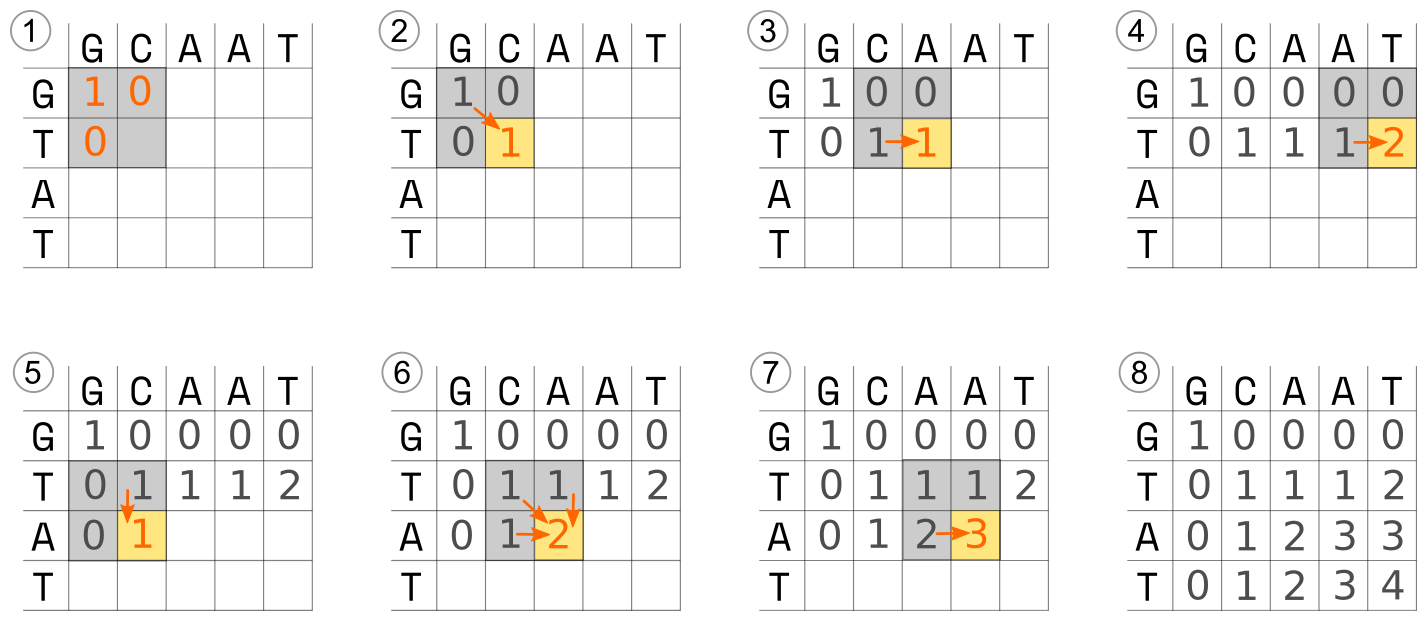 1 2 3 4
G C A A T G C A A T G C A A T G C A A T
G 1 0 G 1 0 G 1 0 0 G 1 0 0 0 0
T 0 T 0 1 T 0 1 1 T 0 1 1 1 2
A A A A
T T T T
5 6 7 8
G C A A T G C A A T G C A A T G C A A T
G 1 0 0 0 0 G 1 0 0 0 0 G 1 0 0 0 0 G 1 0 0 0 0
T 0 1 1 1 2 T 0 1 1 1 2 T 0 1 1 1 2 T 0 1 1 1 2
A 0 1 A 0 1 2 A 0 1 2 3 A 0 1 2 3 3
T T T T 0 1 2 3 4